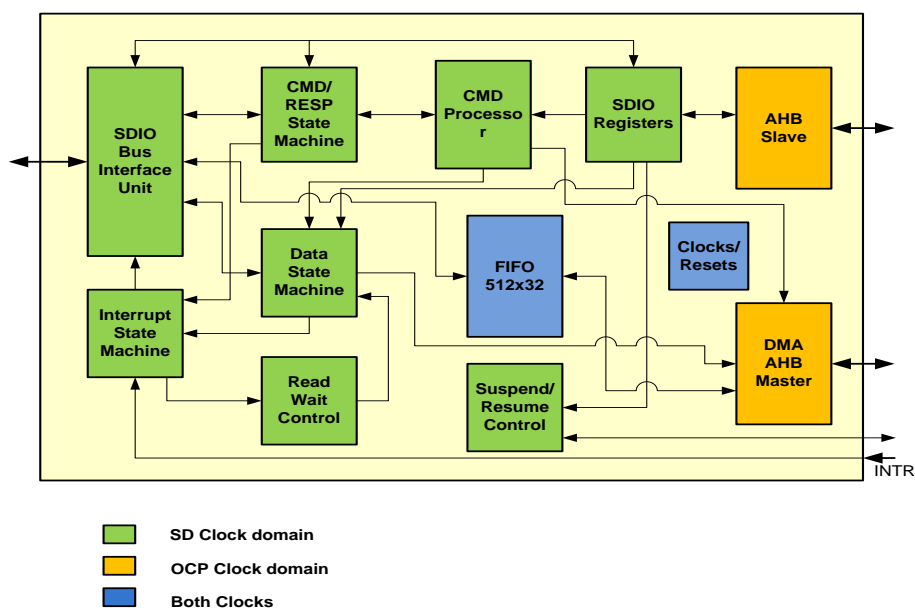 SDIO
Bus
Interface
Unit
CMD/
RESP
State
Machine
CMD
Processo
r
SDIO
Registers
AHB
Slave
Data
State
Machine
FIFO
512x32
Clocks/
Resets
Interrupt
State
Machine
Read
Wait
Control
Suspend/
Resume
Control
DMA
AHB
Master
INTR
SD Clock domain
OCP Clock domain
Both Clocks